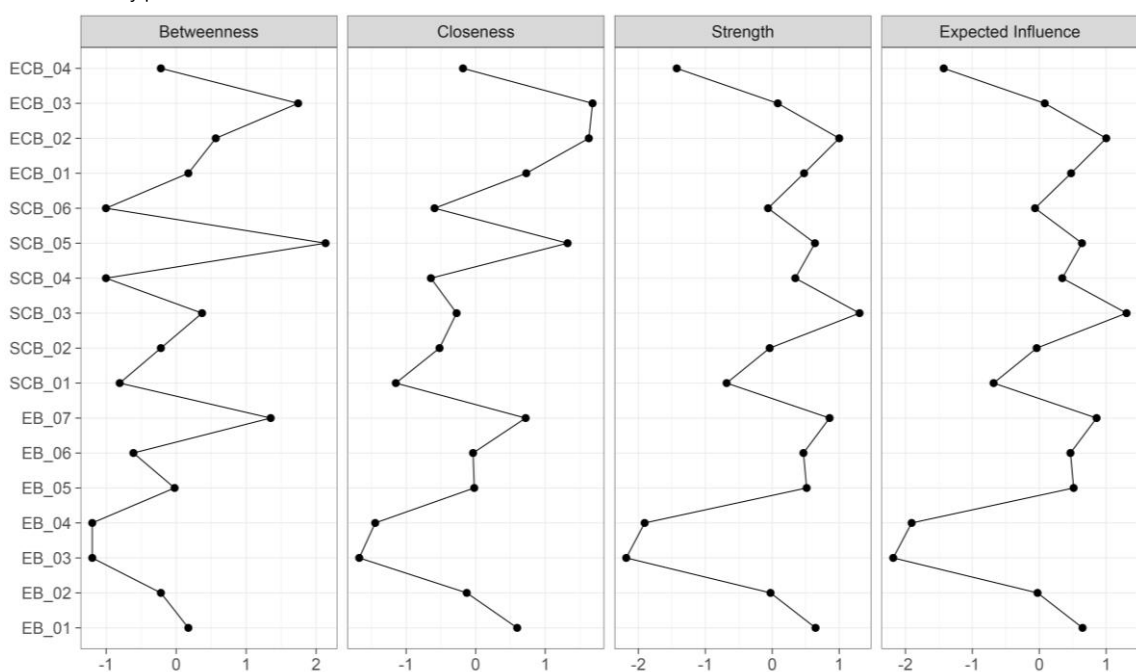 Betweenness Closeness Strength Expected Influence
ECB_04
ECB_03
ECB_02
ECB_01
SCB_06
SCB_05
SCB_04
SCB_03
SCB_02
SCB_01
EB_07
EB_06
EB_05
EB_04
EB_03
EB_02
EB_01
-1 0 1 2 -1 0 1 -2 -1 0 1 -2 -1 0 1